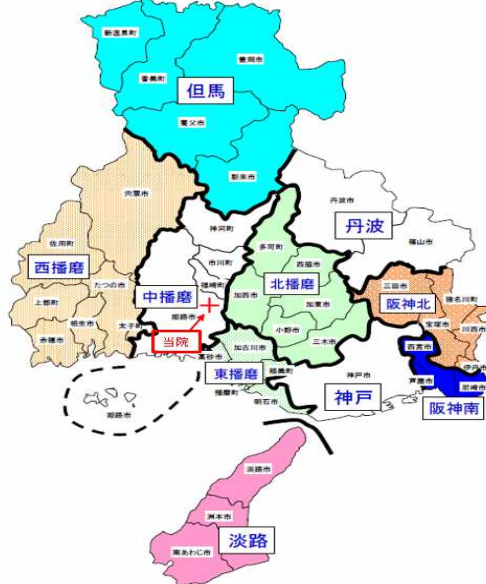 新温泉町
豊岡市
香美町
但馬
養父市
朝来市
宍粟市
丹波市
丹波
神河町
多可町
篠山市
佐用町
西播磨
市川町
西脇市
北播磨
三田市
猪名川町
たつの市
中播磨
福崎町
加西市
加東市
阪神北
上郡町
相生市
姫路市
宝塚市
川西市
赤穂市
太子町
当院
小野市
三木市
西宮市
伊丹市
高砂市
加古川市
稲美町
神戸市
芦屋市
尼崎市
東播磨
播磨町
明石市
神戸
阪神南
姫路市
淡路市
洲本市
淡路
南あわじ市